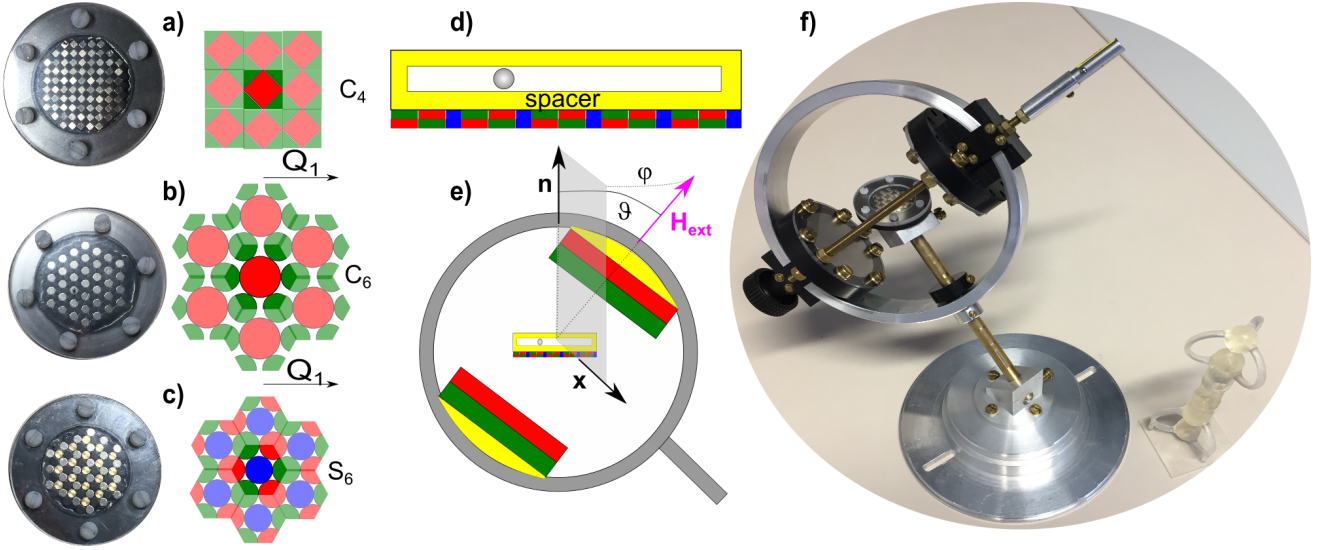 a)
C4
Q1
b)
C6
Q1
c)
S6
d)
spacer
e)
n
φ
ϑ
Hext
x
f)